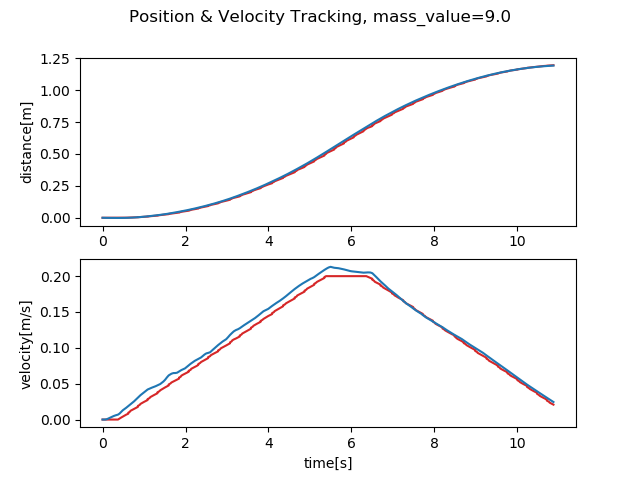 Position & Velocity Tracking, mass_value=9.0
1.25
1.00
0.75
0.50
0.25
0.00
distance[m]
0 2 4 6 8 10
0.20
0.15
0.10
0.05
0.00
velocity[m/s]
0 2 4 6 8 10
time[s]